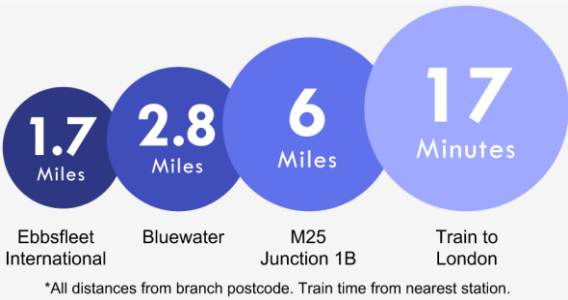 1.7
Miles
2.8
Miles
6
Miles
17
Minutes
Ebbsfleet
International
Bluewater
M25
Junction 1B
Train to
London
*All distances from branch postcode. Train time from nearest station.